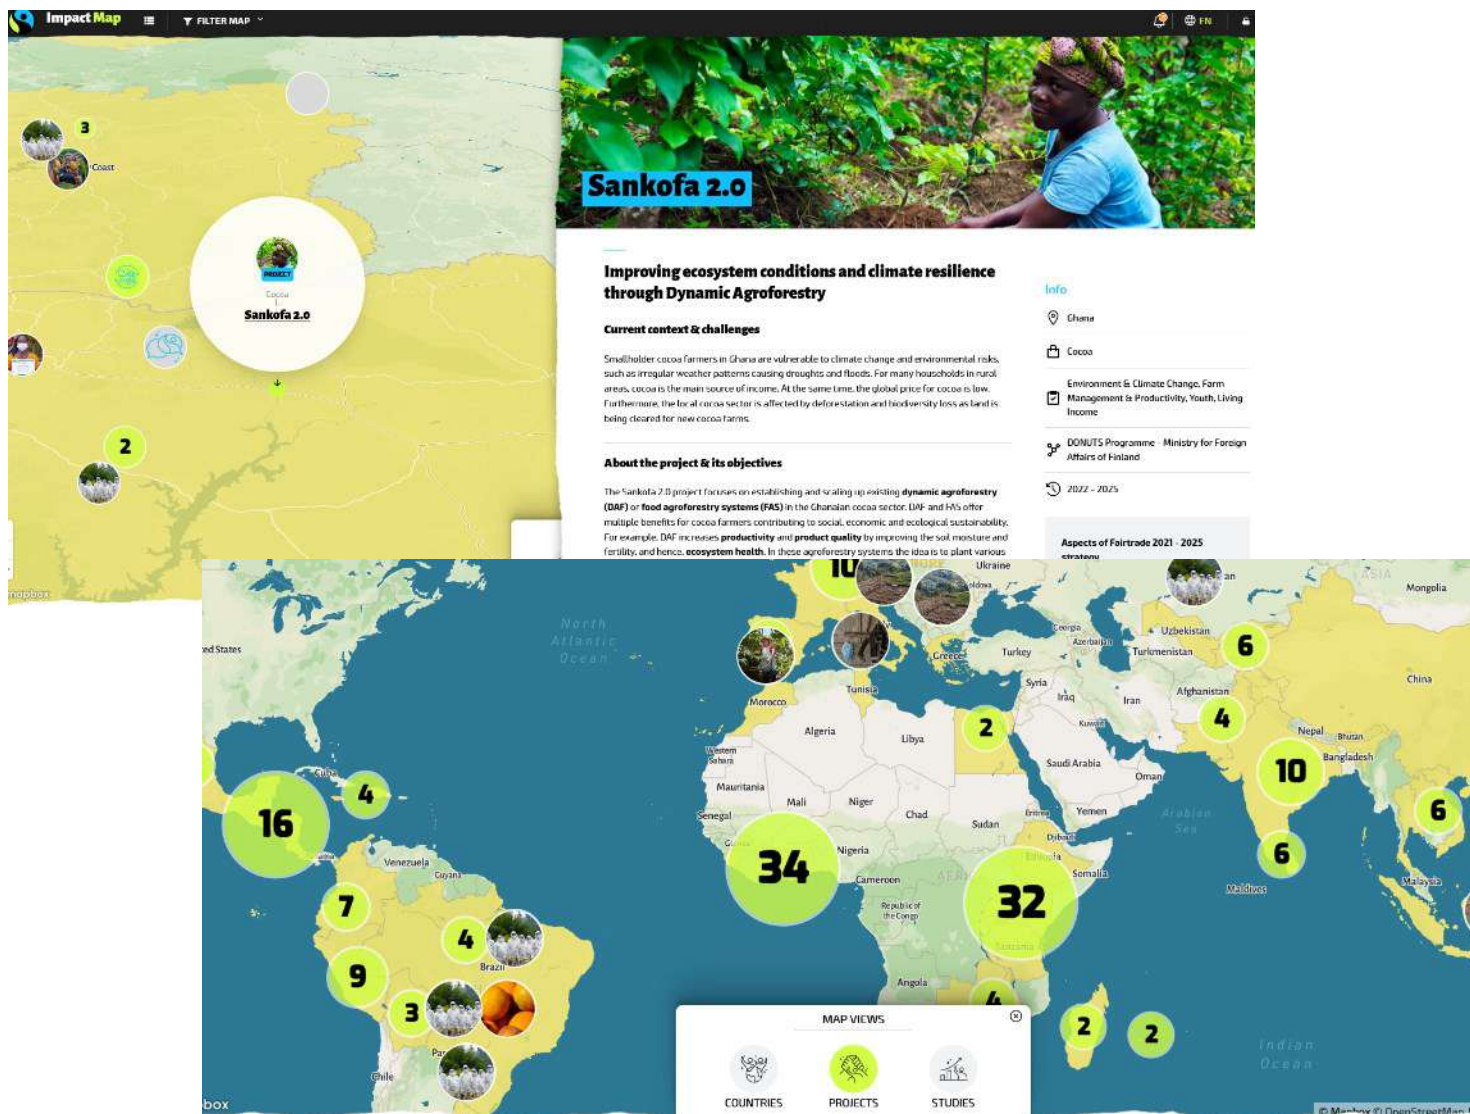 Impact Map
FILTER MAP
EN
3
Coast
PROJECT
Cocoa
Sankofa 2.0
2
mapbox
Sankofa 2.0
Improving ecosystem conditions and climate resilience
through Dynamic Agroforestry
Current context & challenges
Smallholder cocoa farmers in Ghana are vulnerable to climate change and environmental risks,
such as irregular weather patterns causing droughts and floods. For many households in rural
areas, cocoa is the main source of income. At the same time, the global price for cocoa is low.
Furthermore, the local cocoa sector is affected by deforestation and biodiversity loss as land is
being cleared for new cocoa farms.
About the project & its objectives
The Sankofa 2.0 project focuses on establishing and scaling up existing dynamic agroforestry
(DAF) or food agroforestry systems (FAS) in the Ghanaian cocoa sector. DAF and FAS offer
multiple benefits for cocoa farmers contributing to social, economic and ecological sustainability.
For example, DAF increases productivity and product quality by improving the soil moisture and
fertility, and hence, ecosystem health. In these agroforestry systems the idea is to plant various
Info
Ghana
Cocoa
Environment & Climate Change, Farm
Management & Productivity, Youth, Living
Income
DONUTS Programme - Ministry for Foreign
Affairs of Finland
2022 - 2025
Aspects of Fairtrade 2021 - 2025
strategy
10
Ukraine
ASIA
Mongolia
North
Atlantic
Ocean
ed States
Georgia
Azerbaijan
Uzbekistan
Turkmenistan
6
Greece
Turkey
China
Tunisia
Syria
Iraq
Iran
Afghanistan
Morocco
4
Algeria
Libya
2
Kuwait
Nepal
Bhutan
Western
Sahara
Saudi Arabia
10
Bangladesh
Cuba
4
Mauritania
Oman
Mali
Niger
Chad
Sudan
Eritrea
Yemen
Arabian
Sea
6
16
Senegal
34
Nigeria
Djibouti
Ethiopia
6
Venezuela
Guyana
Cameroon
Somalia
Maldives
Malaysia
7
Republic of
the Congo
32
4
Brazil
Tanzania
9
Angola
4
3
2
2
Chile
Indian
Ocean
MAP VIEWS
COUNTRIES
PROJECTS
STUDIES
box
© Mapbox © OpenStreetMap